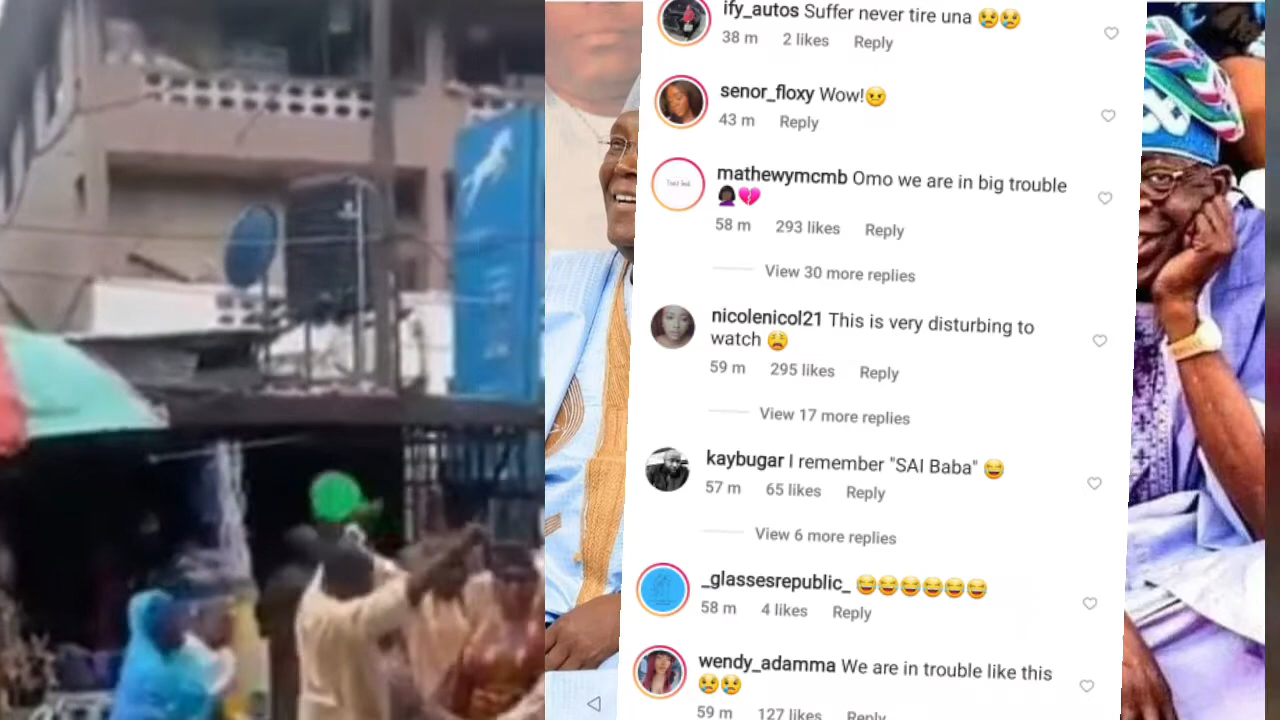 ify_autos Suffer never tire una 😢😢
38 m 2 likes Reply
senor_floxy Wow!🤨
43 m Reply
mathewymcmb Omo we are in big trouble
🤦🏿‍♀️💔
58 m 293 likes Reply
View 30 more replies
nicolenicol21 This is very disturbing to
watch 😩
59 m 295 likes Reply
View 17 more replies
kaybugar I remember "SAI Baba" 😂
57 m 65 likes Reply
View 6 more replies
_glassesrepublic_ 😂😂😂😂😂
58 m 4 likes Reply
wendy_adamma We are in trouble like this
😢😢
59 m 127 likes Reply